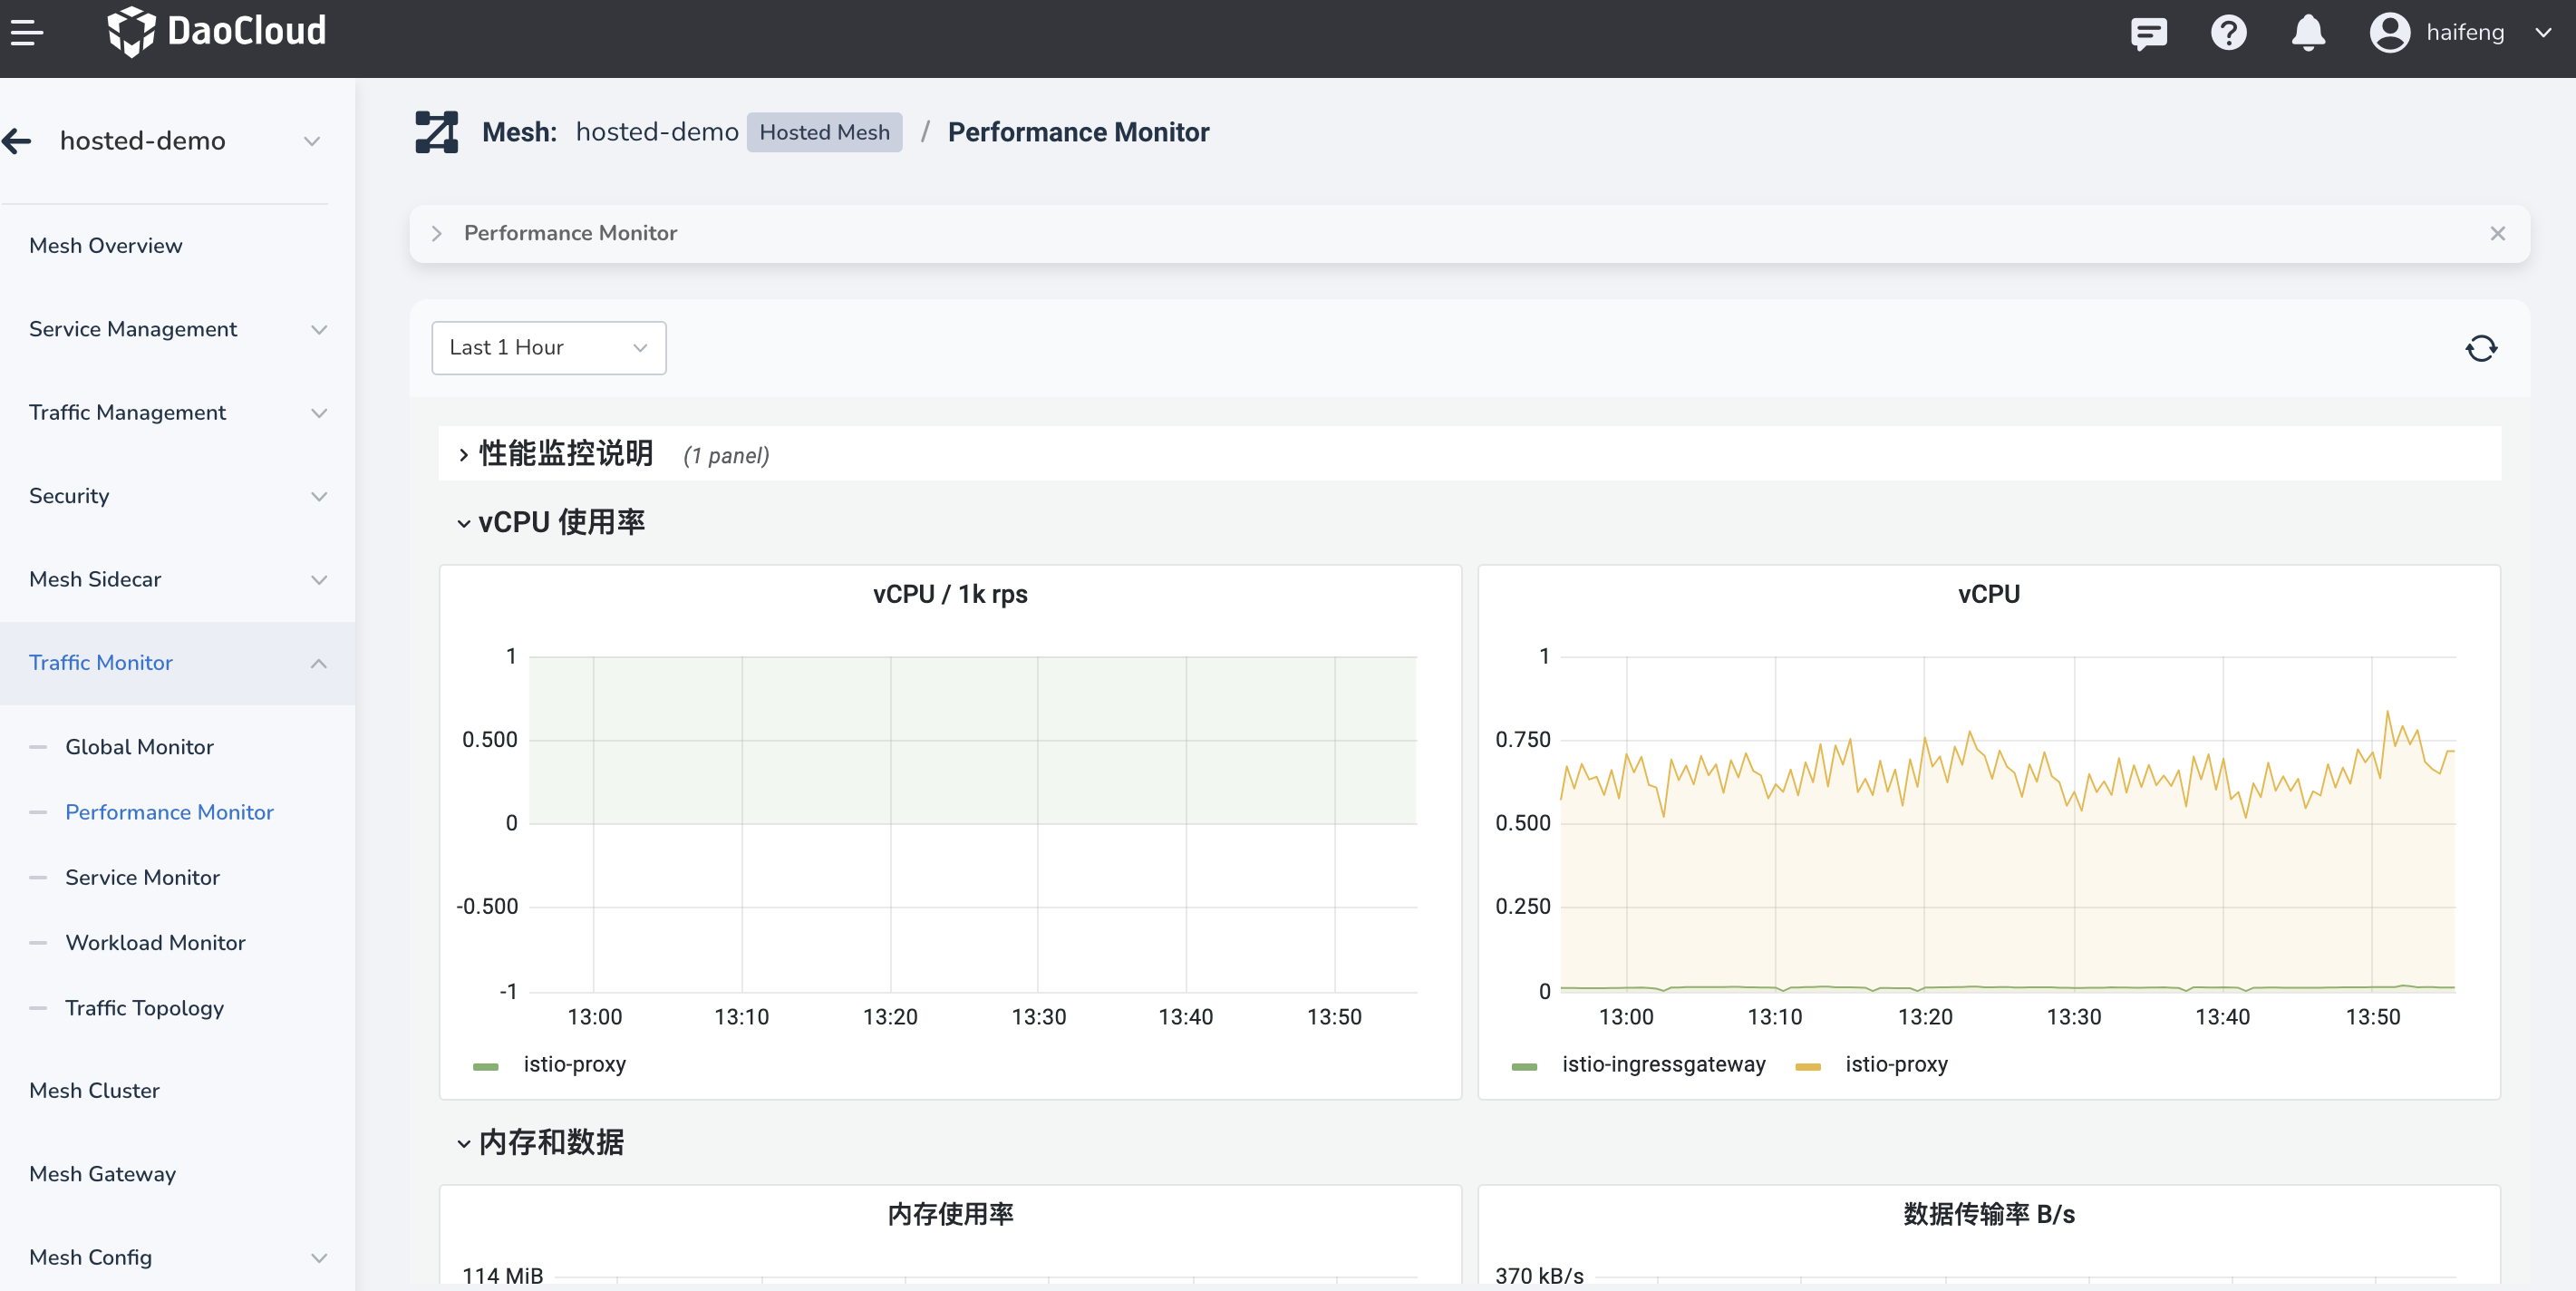 DaoCloud
haifeng
hosted-demo
Mesh: hosted-demo Hosted Mesh / Performance Monitor
Performance Monitor
Mesh Overview
Service Management
Traffic Management
Security
Mesh Sidecar
Traffic Monitor
Global Monitor
Performance Monitor
Service Monitor
Workload Monitor
Traffic Topology
Mesh Cluster
Mesh Gateway
Mesh Config
Last 1 Hour
性能监控说明 (1 panel)
vCPU 使用率
vCPU / 1k rps
1
0.500
0
-0.500
-1
13:00 13:10 13:20 13:30 13:40 13:50
istio-proxy
vCPU
1
0.750
0.500
0.250
0
13:00 13:10 13:20 13:30 13:40 13:50
istio-ingressgateway istio-proxy
内存和数据
内存使用率
114 MiB
数据传输率 B/s
370 kB/s